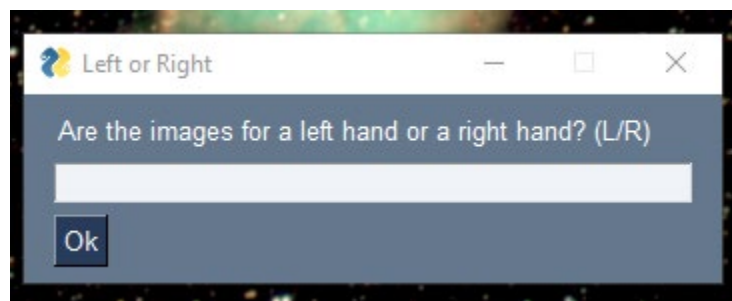 Left or Right
Are the images for a left hand or a right hand? (L/R)
Ok